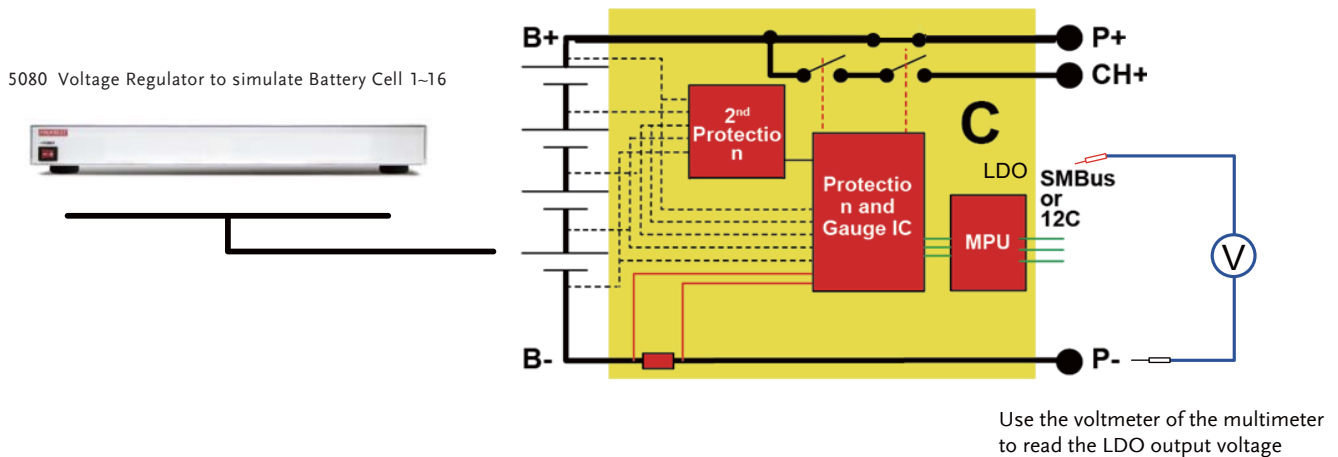 5080 Voltage Regulator to simulate Battery Cell 1~16
B+
P+
CH+
2nd
Protectio
n
C
LDO
SMBus
or
12C
Protectio
n and
Gauge IC
MPU
V
B-
P-
Use the voltmeter of the multimeter
to read the LDO output voltage